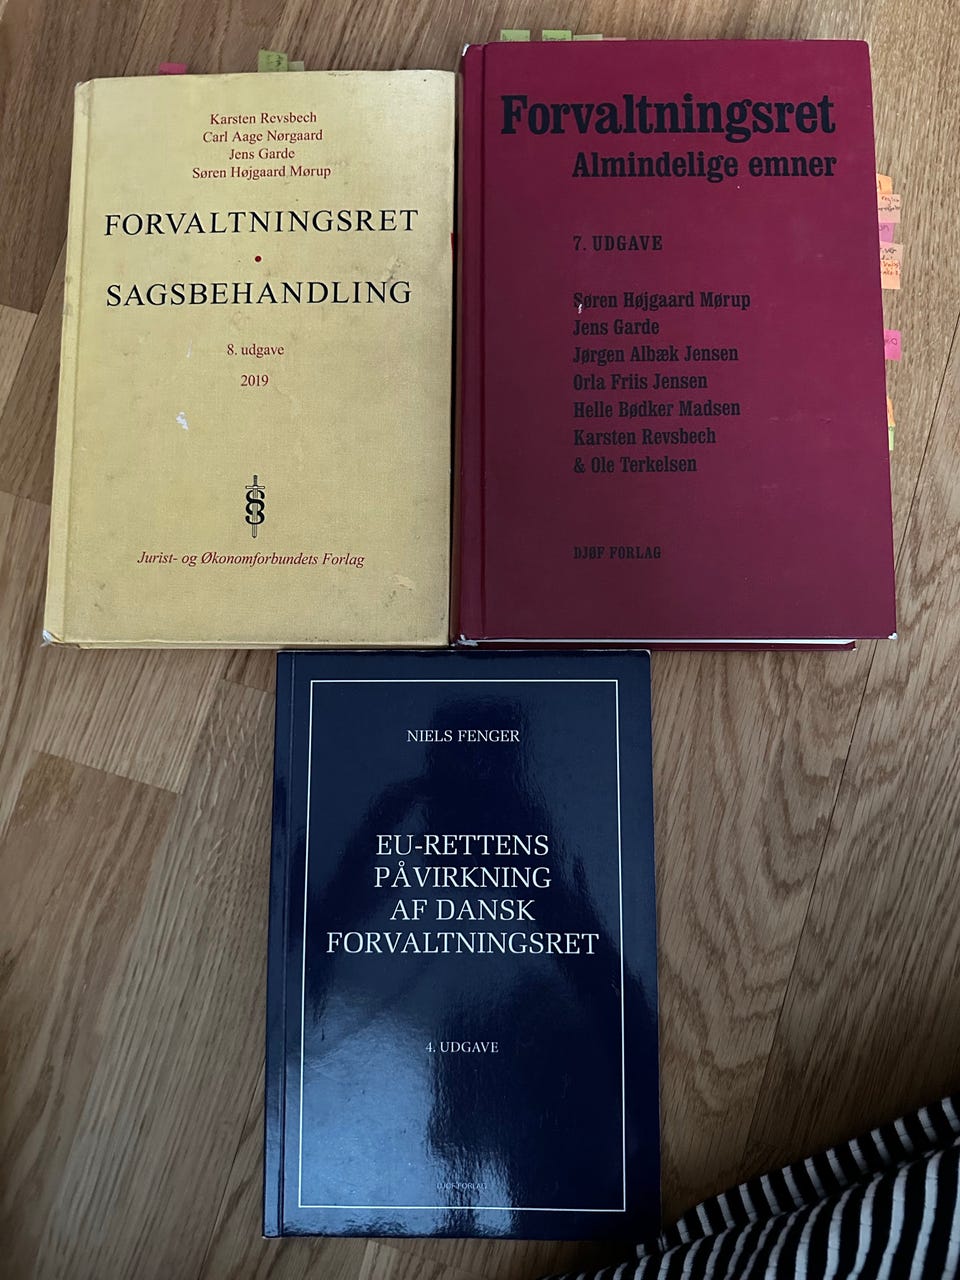 Karsten Revsbech
Carl Aage Nørgaard
Jens Garde
Søren Højgaard Mørup
FORVALTNINGSRET
•
SAGSBEHANDLING
8. udgave
2019
Jurist- og Økonomforbundets Forlag
Forvaltningsret
Almindelige emner
7. UDGAVE
Søren Højgaard Mørup
Jens Garde
Jørgen Albæk Jensen
Orla Friis Jensen
Helle Bødker Madsen
Karsten Revsbech
& Ole Terkelsen
DJØF FORLAG
NIELS FENGER
EU-RETTENS
PÅVIRKNING
AF DANSK
FORVALTNINGSRET
4. UDGAVE
DJØF FORLAG